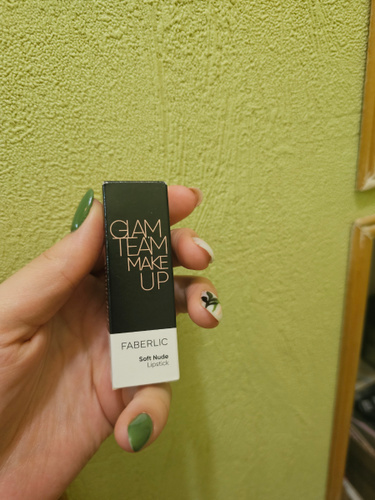 GLAM
TEAM
MAKE
UP
FABERLIC
Soft Nude
Lipstick